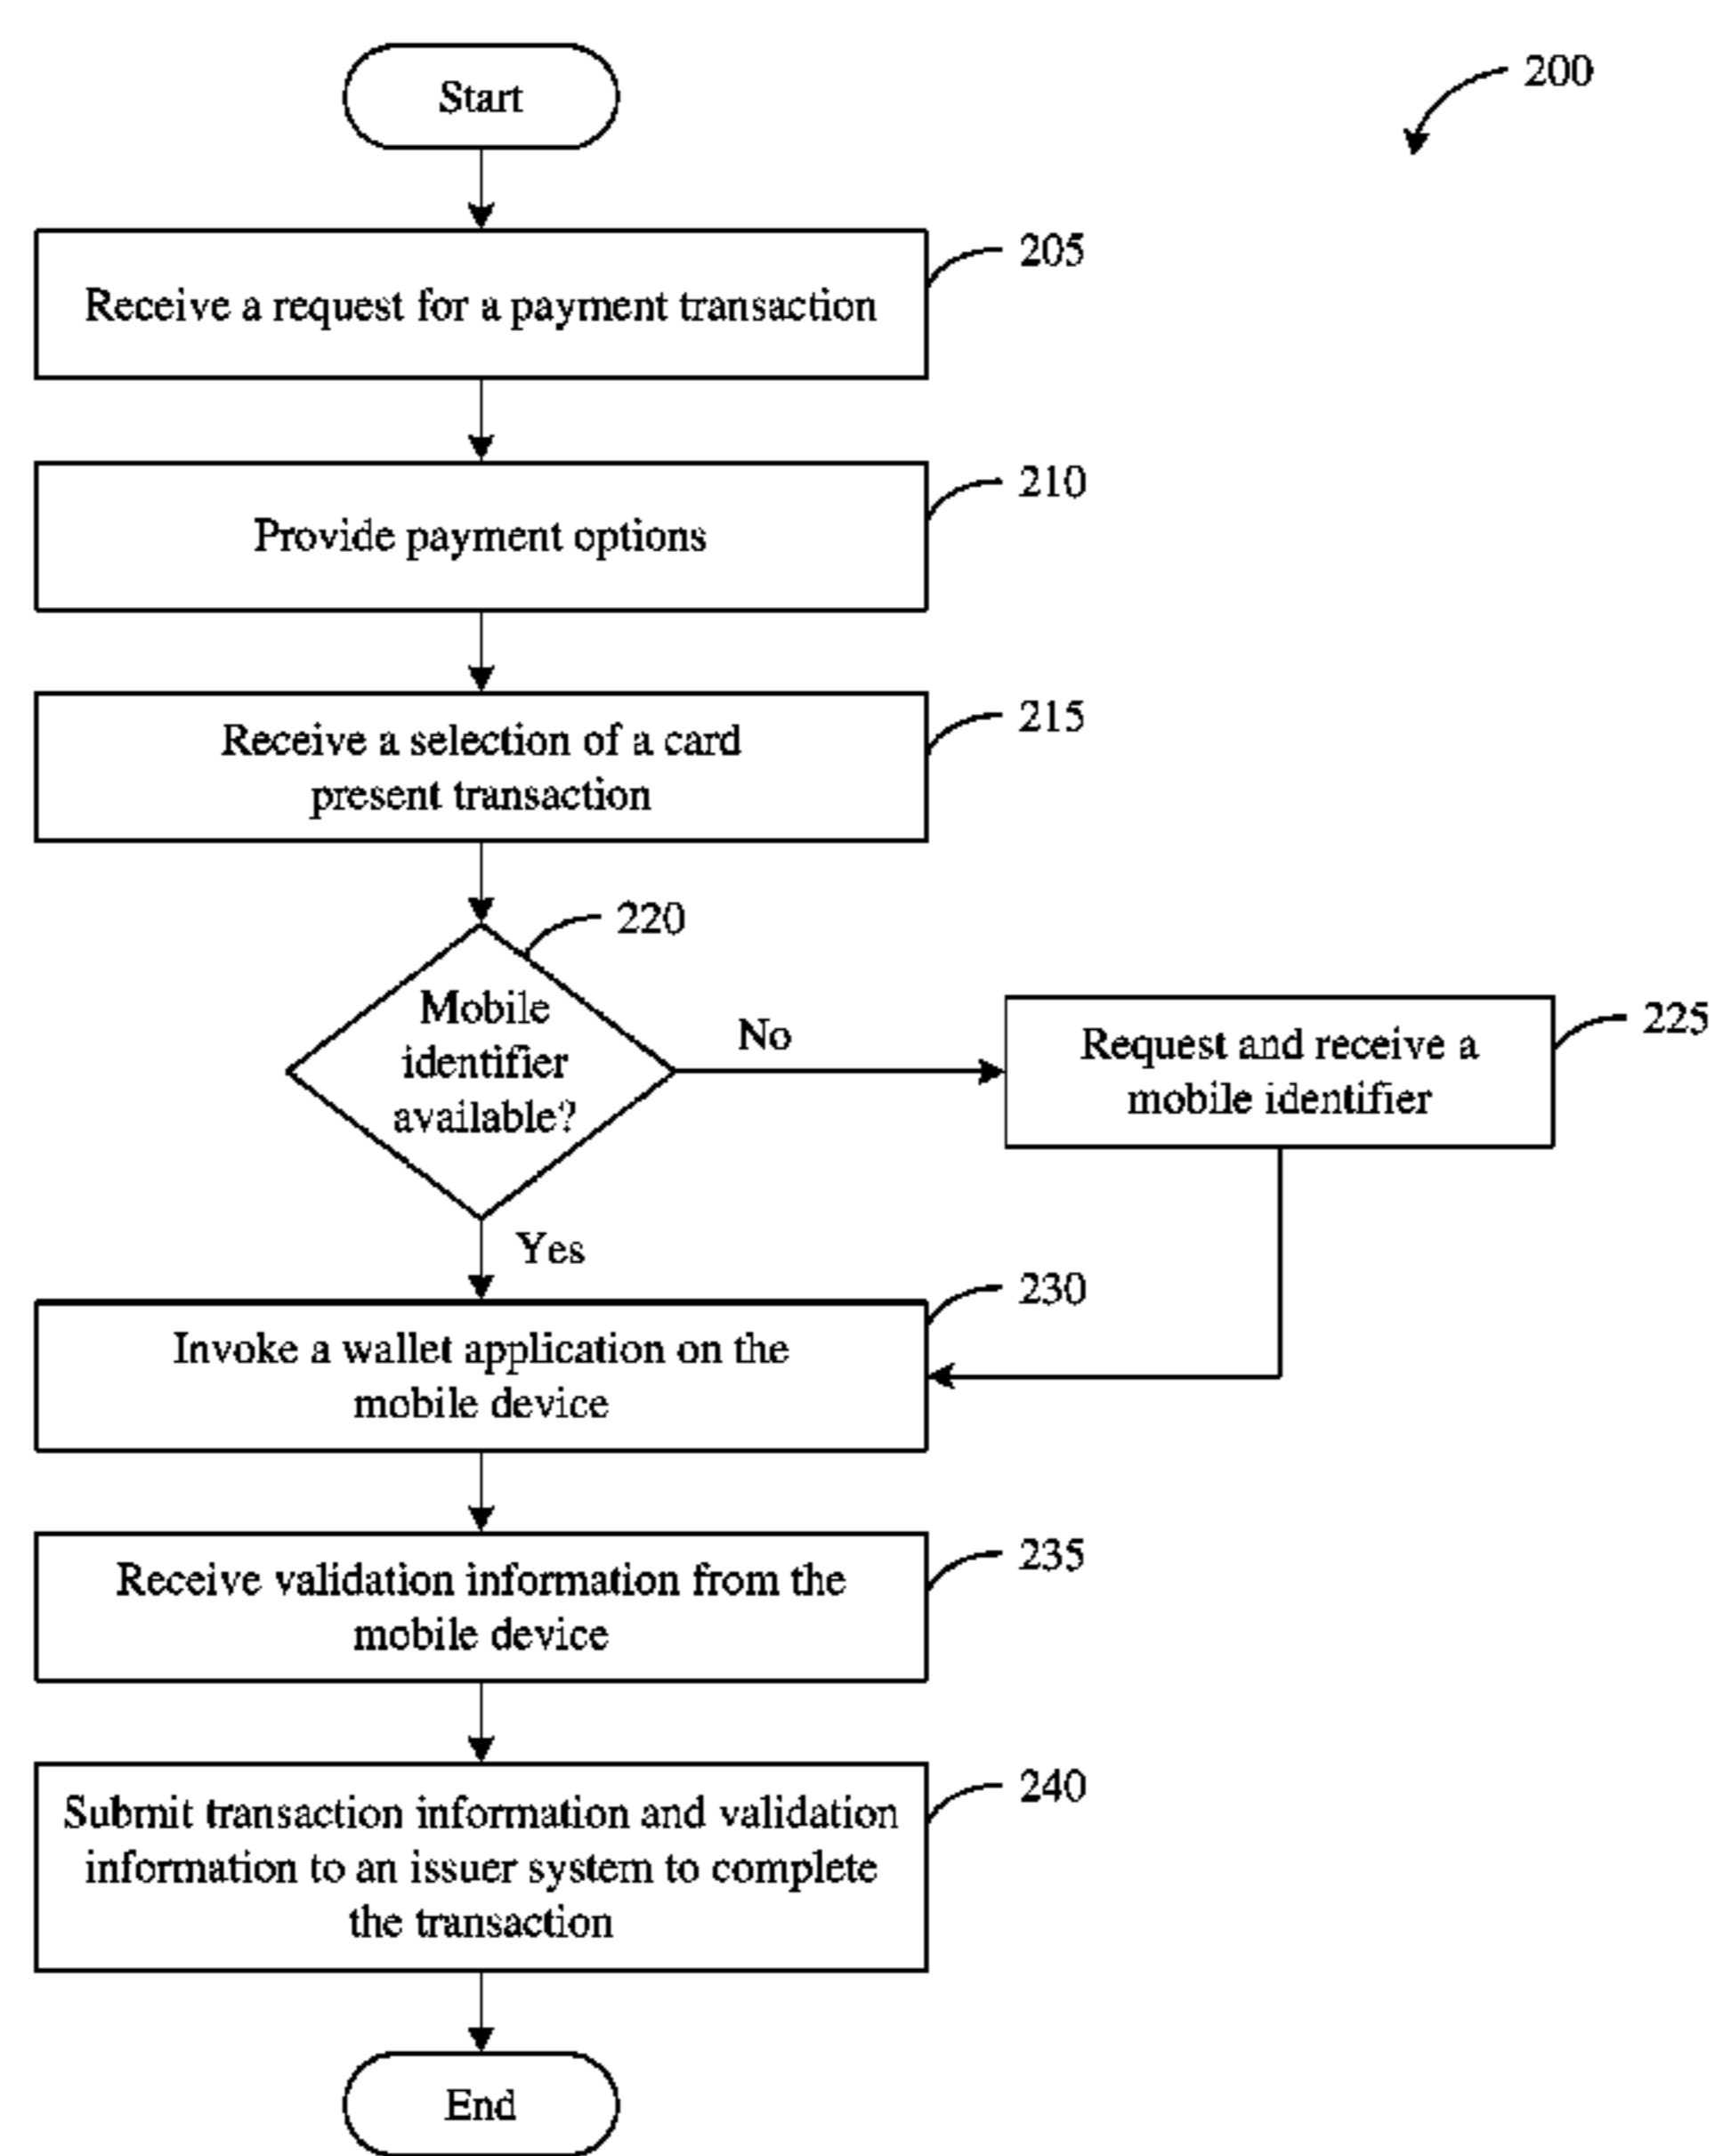 Start
200
205
Receive a request for a payment transaction
210
Provide payment options
215
Receive a selection of a card
present transaction
220
Mobile
identifier
available?
No
225
Request and receive a
mobile identifier
Yes
230
Invoke a wallet application on the
mobile device
235
Receive validation information from the
mobile device
240
Submit transaction information and validation
information to an issuer system to complete
the transaction
End